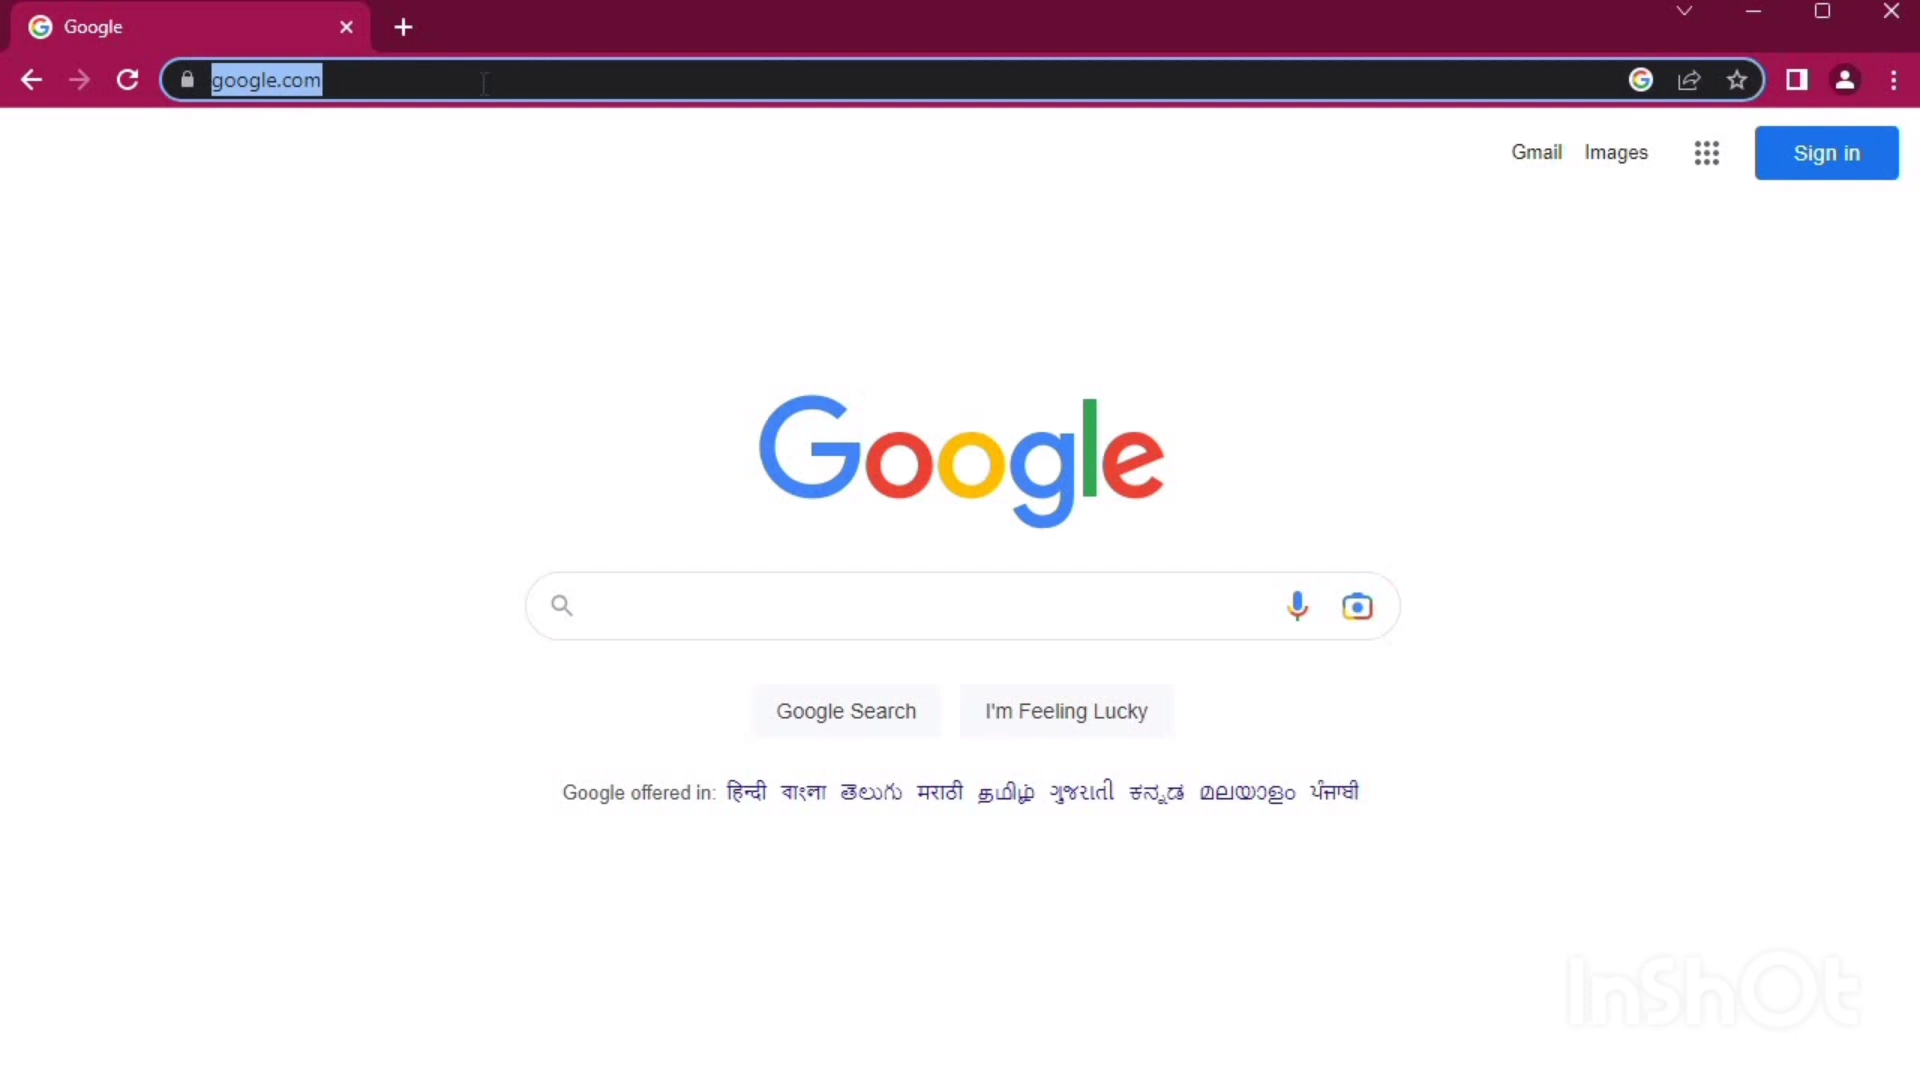 Google
google.com
Gmail Images Sign in
Google
Google Search I'm Feeling Lucky
Google offered in: हिन्दी বাংলা తెలుగు मराठी தமிழ் ગુજરાતી ಕನ್ನಡ മലയാളം ਪੰਜਾਬੀ
InShOt